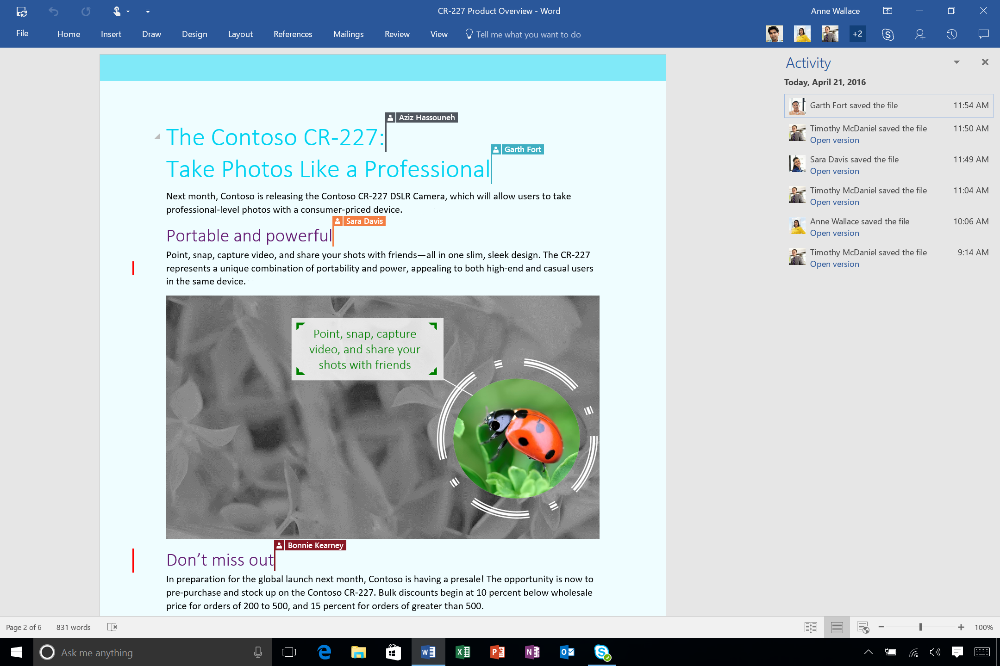 CR-227 Product Overview - Word
Anne Wallace
File
Home
Insert
Draw
Design
Layout
References
Mailings
Review
View
Tell me what you want to do
+2
Aziz Hassouneh
The Contoso CR-227:
Garth Fort
Take Photos Like a Professional
Next month, Contoso is releasing the Contoso CR-227 DSLR Camera, which will allow users to take
professional-level photos with a consumer-priced device.
Sara Davis
Portable and powerful
Point, snap, capture video, and share your shots with friends—all in one slim, sleek design. The CR-227
represents a unique combination of portability and power, appealing to both high-end and casual users
in the same device.
Point, snap, capture
video, and share your
shots with friends
Bonnie Kearney
Don’t miss out
In preparation for the global launch next month, Contoso is having a presale! The opportunity is now to
pre-purchase and stock up on the Contoso CR-227. Bulk discounts begin at 10 percent below wholesale
price for orders of 200 to 500, and 15 percent for orders of greater than 500.
Activity
Today, April 21, 2016
Garth Fort saved the file 11:54 AM
Timothy McDaniel saved the file 11:50 AM
Open version
Sara Davis saved the file 11:49 AM
Open version
Timothy McDaniel saved the file 11:04 AM
Open version
Anne Wallace saved the file 10:06 AM
Open version
Timothy McDaniel saved the file 9:14 AM
Open version
Page 2 of 6
831 words
100%
Ask me anything